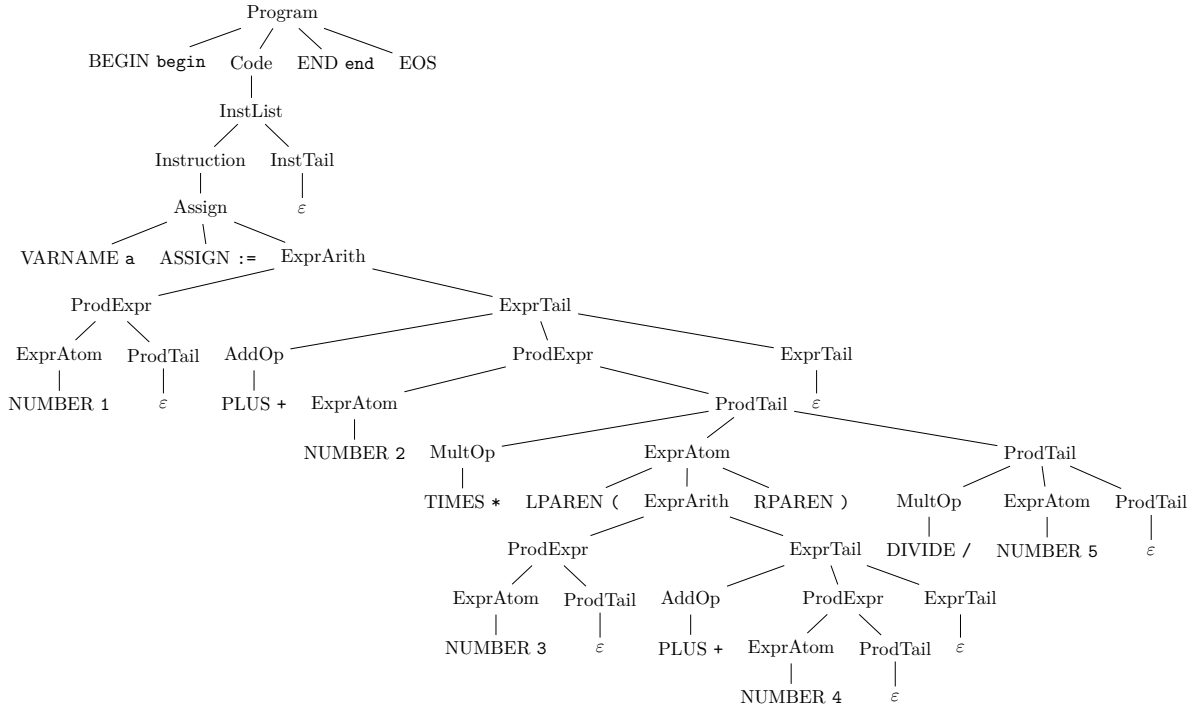 Program
BEGIN begin Code END end EOS
InstList
Instruction InstTail
Assign ε
VARNAME a ASSIGN := ExprArith
ProdExpr ExprTail
ExprAtom ProdTail AddOp ProdExpr ExprTail
NUMBER 1 ε PLUS + ExprAtom ProdTail ε
NUMBER 2 MultOp ExprAtom ProdTail
TIMES * LPAREN ( ExprArith RPAREN ) MultOp ExprAtom ProdTail
ProdExpr ExprTail DIVIDE / NUMBER 5 ε
ExprAtom ProdTail AddOp ProdExpr ExprTail
NUMBER 3 ε PLUS + ExprAtom ProdTail ε
NUMBER 4 ε